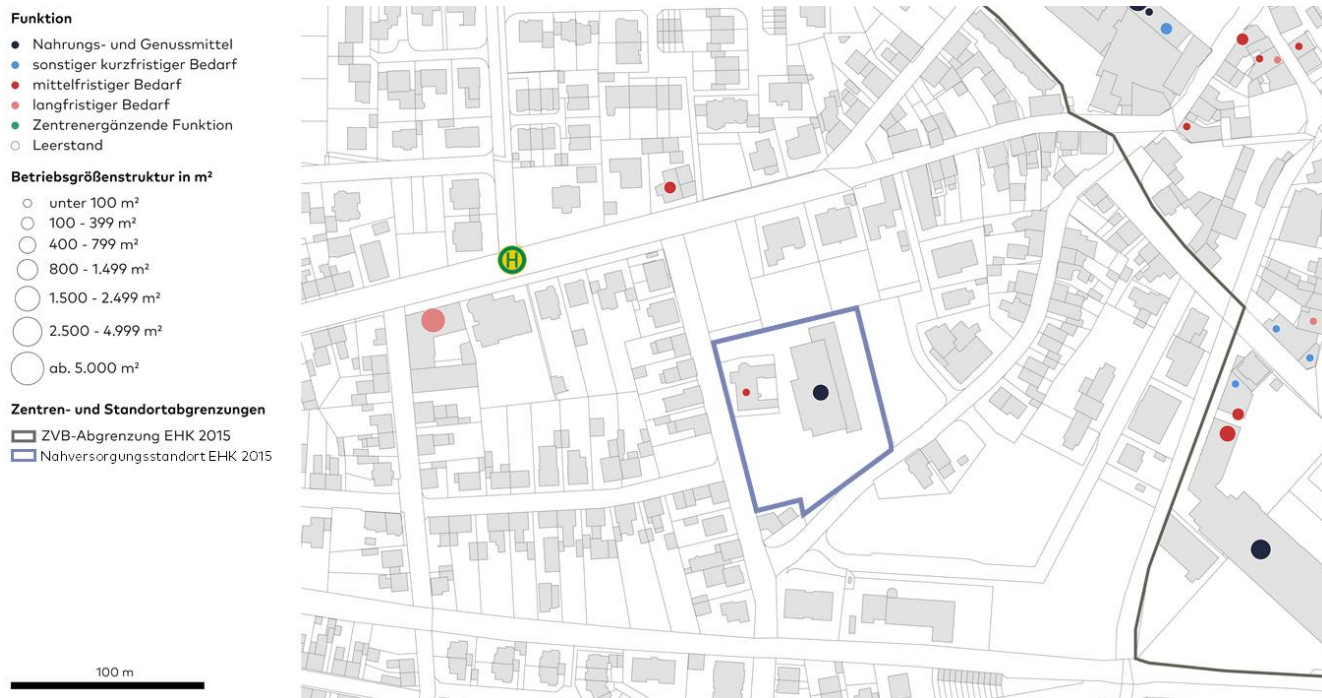 Funktion
Nahrungs- und Genussmittel
sonstiger kurzfristiger Bedarf
mittelfristiger Bedarf
langfristiger Bedarf
Zentrenergänzende Funktion
Leerstand
Betriebsgrößenstruktur in m²
unter 100 m²
100 - 399 m²
400 - 799 m²
800 - 1.499 m²
1.500 - 2.499 m²
2.500 - 4.999 m²
ab. 5.000 m²
Zentren- und Standortabgrenzungen
ZVB-Abgrenzung EHK 2015
Nahversorgungsstandort EHK 2015
100 m
H